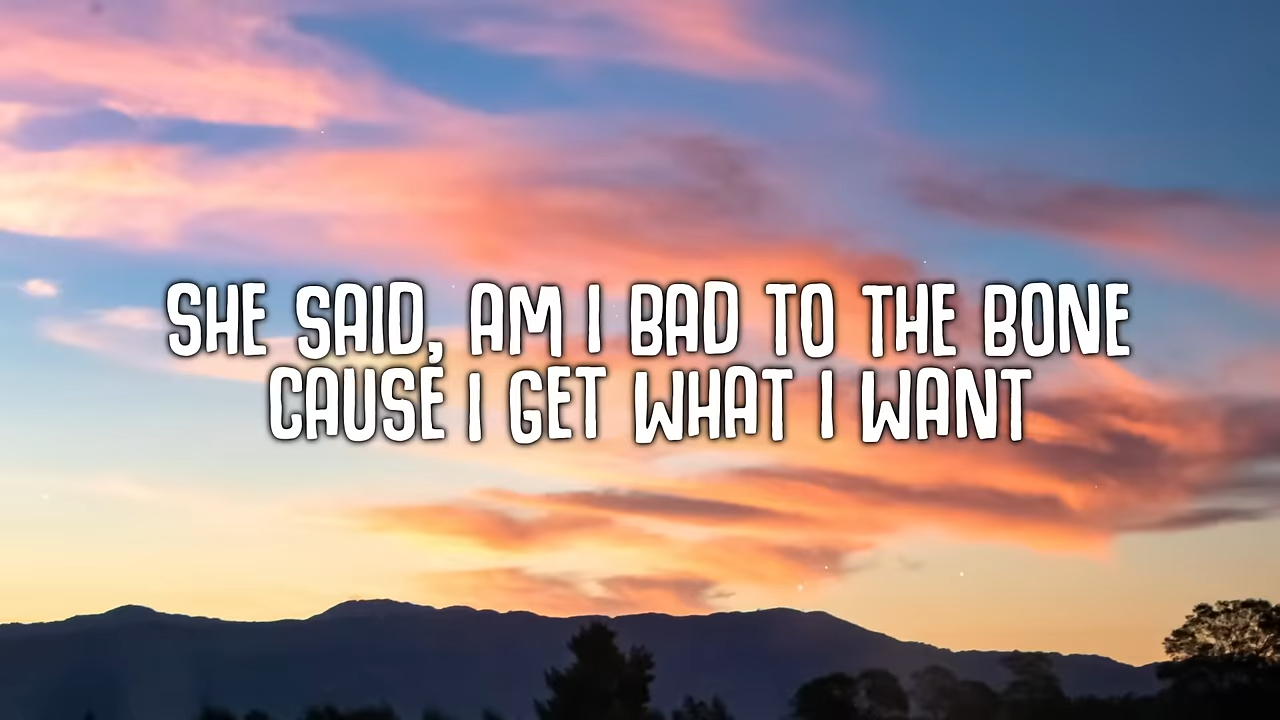 SHE SAID, AM I BAD TO THE BONE
CAUSE I GET WHAT I WANT